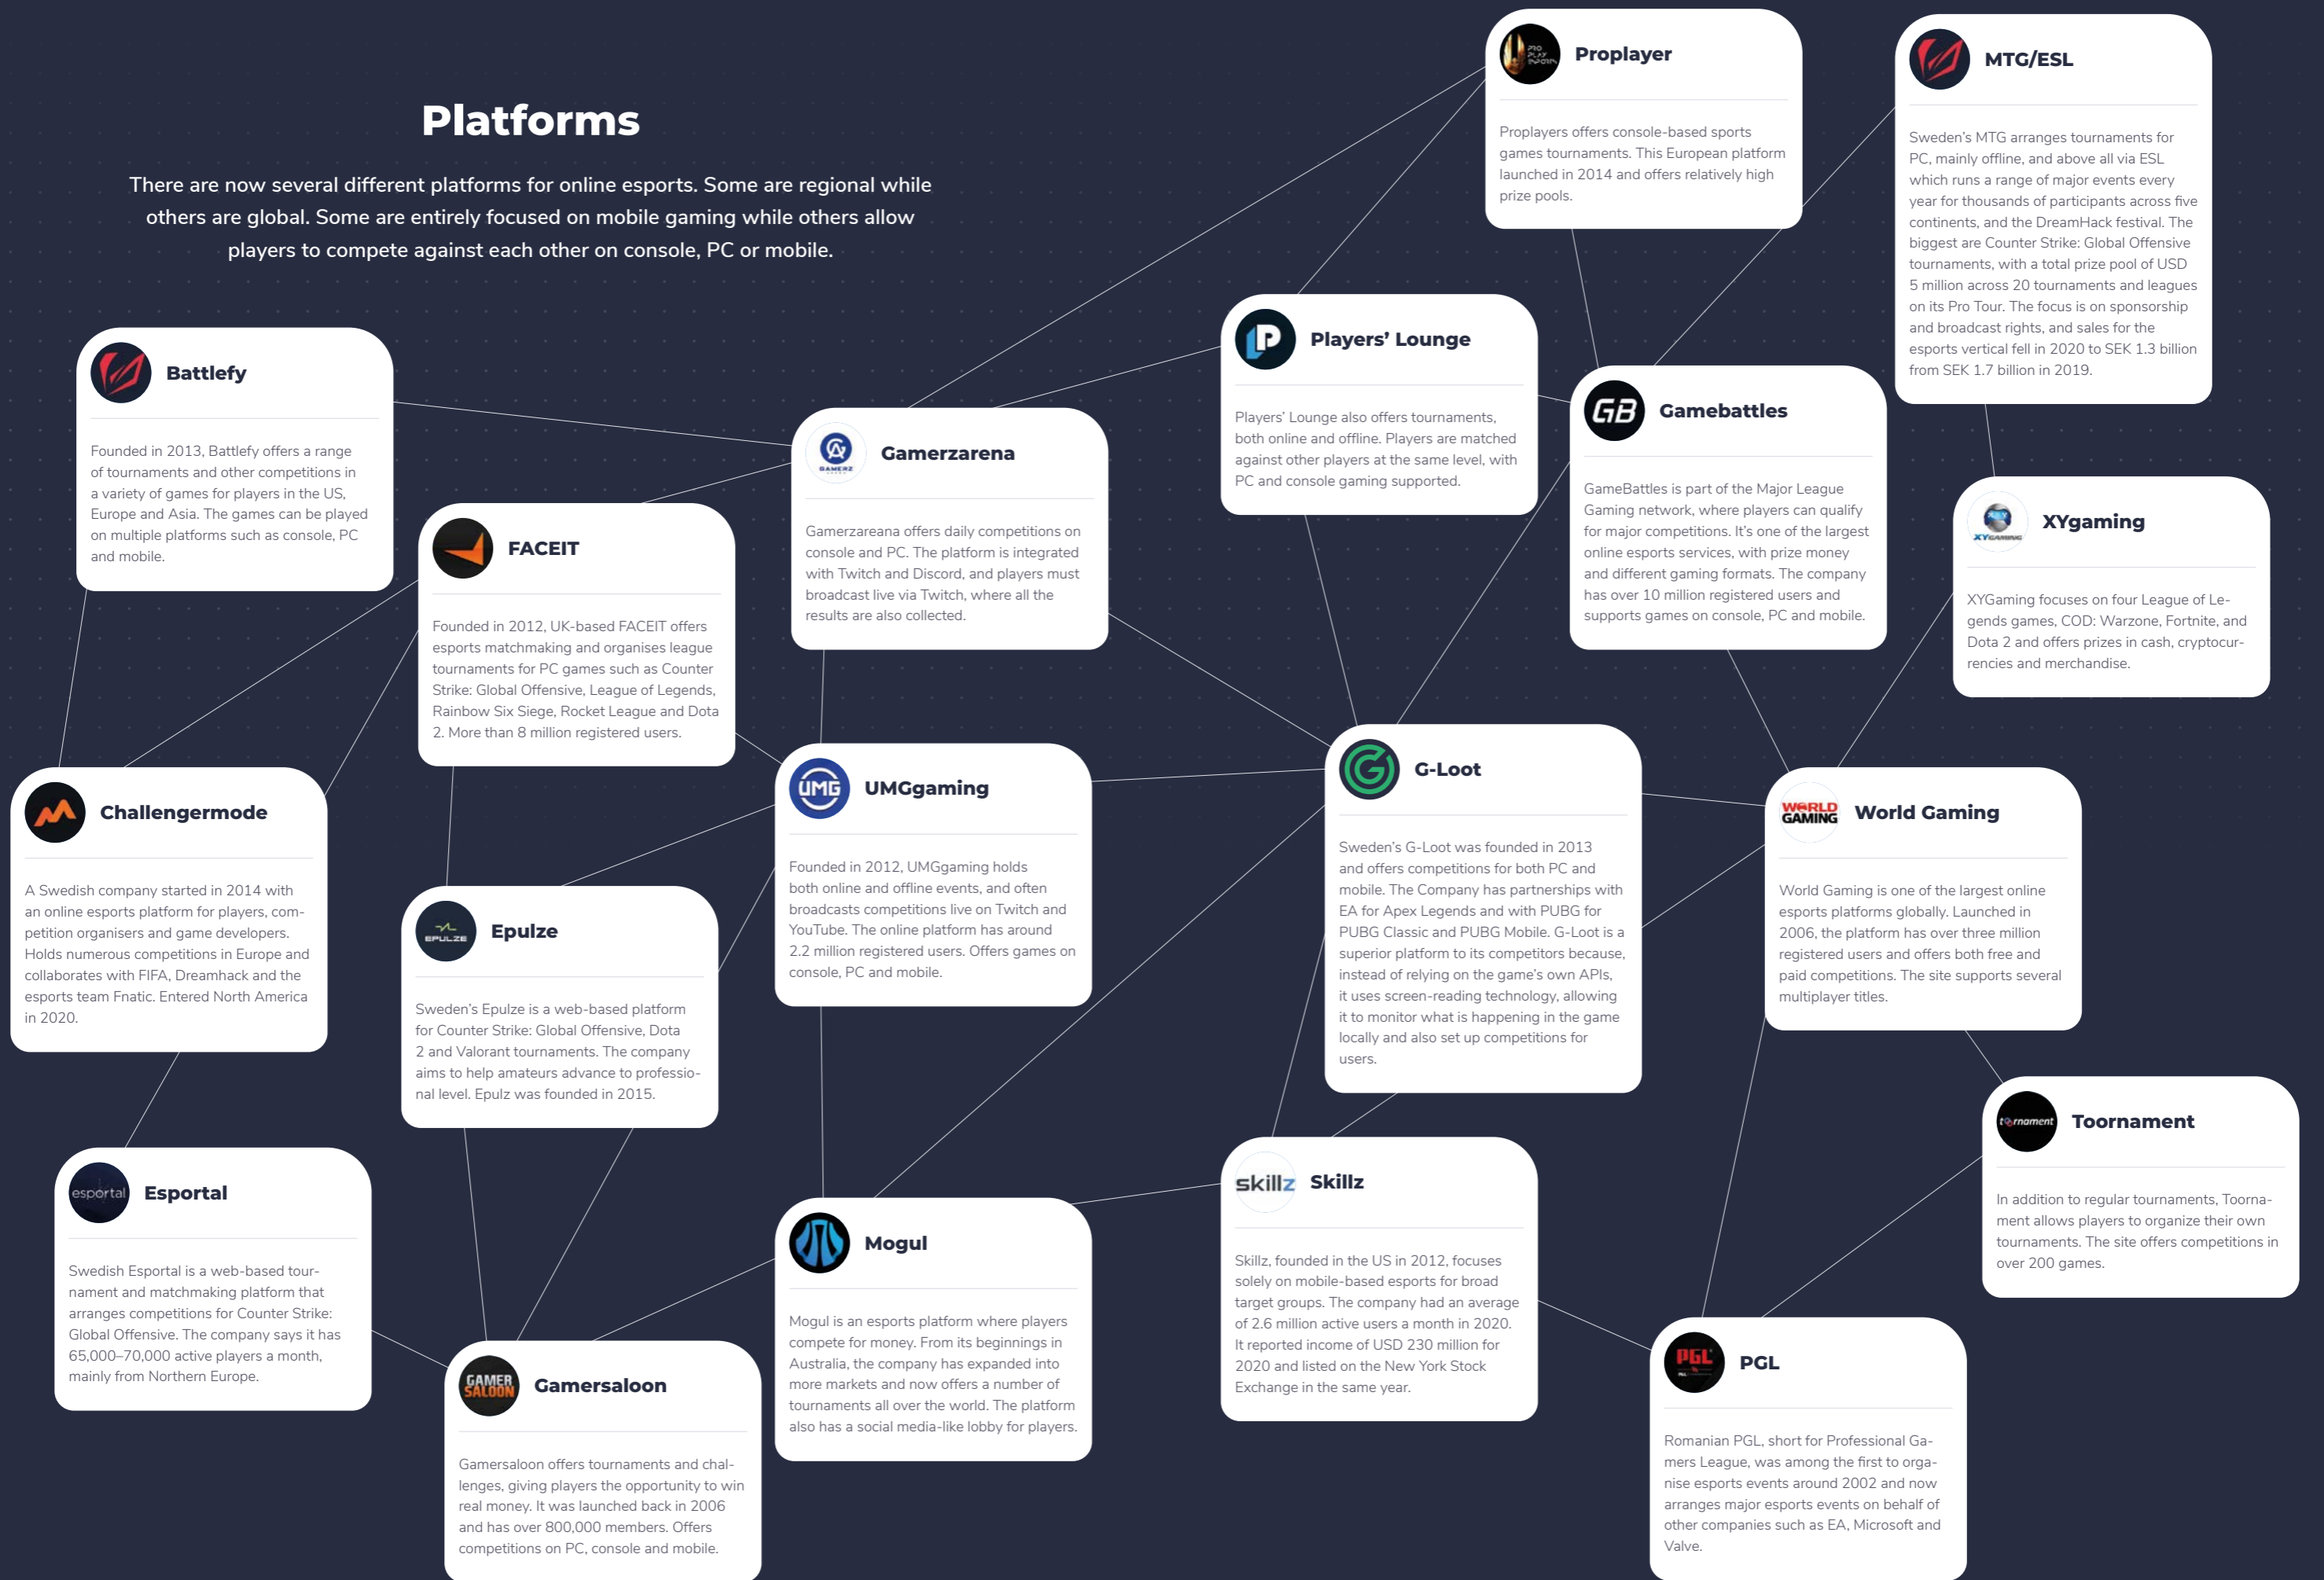 Platforms
There are now several different platforms for online esports. Some are regional while
others are global. Some are entirely focused on mobile gaming while others allow
players to compete against each other on console, PC or mobile.
Proplayer
Proplayers offers console-based sports
games tournaments. This European platform
launched in 2014 and offers relatively high
prize pools.
MTG/ESL
Sweden’s MTG arranges tournaments for
PC, mainly offline, and above all via ESL
which runs a range of major events every
year for thousands of participants across five
continents, and the DreamHack festival. The
biggest are Counter Strike: Global Offensive
tournaments, with a total prize pool of USD
5 million across 20 tournaments and leagues
on its Pro Tour. The focus is on sponsorship
and broadcast rights, and sales for the
esports vertical fell in 2020 to SEK 1.3 billion
from SEK 1.7 billion in 2019.
Battlefy
Founded in 2013, Battlefy offers a range
of tournaments and other competitions in
a variety of games for players in the US,
Europe and Asia. The games can be played
on multiple platforms such as console, PC
and mobile.
FACEIT
Founded in 2012, UK-based FACEIT offers
esports matchmaking and organises league
tournaments for PC games such as Counter
Strike: Global Offensive, League of Legends,
Rainbow Six Siege, Rocket League and Dota
2. More than 8 million registered users.
GAMERZ
Gamerzarena
Gamerzareana offers daily competitions on
console and PC. The platform is integrated
with Twitch and Discord, and players must
broadcast live via Twitch, where all the
results are also collected.
Players’ Lounge
Players’ Lounge also offers tournaments,
both online and offline. Players are matched
against other players at the same level, with
PC and console gaming supported.
GB
Gamebattles
GameBattles is part of the Major League
Gaming network, where players can qualify
for major competitions. It’s one of the largest
online esports services, with prize money
and different gaming formats. The company
has over 10 million registered users and
supports games on console, PC and mobile.
XYGAMING
XYgaming
XYGaming focuses on four League of Le-
gends games, COD: Warzone, Fortnite, and
Dota 2 and offers prizes in cash, cryptocur-
rencies and merchandise.
Challengermode
A Swedish company started in 2014 with
an online esports platform for players, com-
petition organisers and game developers.
Holds numerous competitions in Europe and
collaborates with FIFA, Dreamhack and the
esports team Fnatic. Entered North America
in 2020.
EPULZE
Epulze
Sweden’s Epulze is a web-based platform
for Counter Strike: Global Offensive, Dota
2 and Valorant tournaments. The company
aims to help amateurs advance to professio-
nal level. Epulz was founded in 2015.
UMG
UMGgaming
Founded in 2012, UMGgaming holds
both online and offline events, and often
broadcasts competitions live on Twitch and
YouTube. The online platform has around
2.2 million registered users. Offers games on
console, PC and mobile.
G-Loot
Sweden’s G-Loot was founded in 2013
and offers competitions for both PC and
mobile. The Company has partnerships with
EA for Apex Legends and with PUBG for
PUBG Classic and PUBG Mobile. G-Loot is a
superior platform to its competitors because,
instead of relying on the game’s own APIs,
it uses screen-reading technology, allowing
it to monitor what is happening in the game
locally and also set up competitions for
users.
WORLD
GAMING
World Gaming
World Gaming is one of the largest online
esports platforms globally. Launched in
2006, the platform has over three million
registered users and offers both free and
paid competitions. The site supports several
multiplayer titles.
esportal
Esportal
Swedish Esportal is a web-based tour-
nament and matchmaking platform that
arranges competitions for Counter Strike:
Global Offensive. The company says it has
65,000–70,000 active players a month,
mainly from Northern Europe.
GAMER
SALOON
Gamersaloon
Gamersaloon offers tournaments and chal-
lenges, giving players the opportunity to win
real money. It was launched back in 2006
and has over 800,000 members. Offers
competitions on PC, console and mobile.
Mogul
Mogul is an esports platform where players
compete for money. From its beginnings in
Australia, the company has expanded into
more markets and now offers a number of
tournaments all over the world. The platform
also has a social media-like lobby for players.
skillz
Skillz
Skillz, founded in the US in 2012, focuses
solely on mobile-based esports for broad
target groups. The company had an average
of 2.6 million active users a month in 2020.
It reported income of USD 230 million for
2020 and listed on the New York Stock
Exchange in the same year.
toornament
Toornament
In addition to regular tournaments, Toorna-
ment allows players to organize their own
tournaments. The site offers competitions in
over 200 games.
PGL
PGL
Romanian PGL, short for Professional Ga-
mers League, was among the first to orga-
nise esports events around 2002 and now
arranges major esports events on behalf of
other companies such as EA, Microsoft and
Valve.